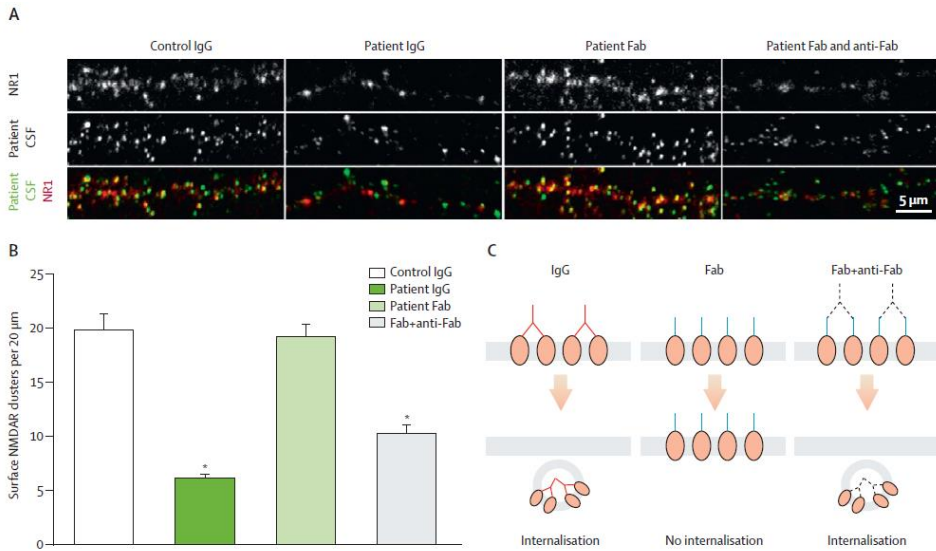 A
Control IgG
Patient IgG
Patient Fab
Patient Fab and anti-Fab
NR1
Patient
CSF
Patient
CSF
NR1
5 µm
B
Surface NMDAR clusters per 20 µm
25
20
15
10
5
0
*
*
Control IgG
Patient IgG
Patient Fab
Fab+anti-Fab
C
IgG
Fab
Fab+anti-Fab
Internalisation
No internalisation
Internalisation